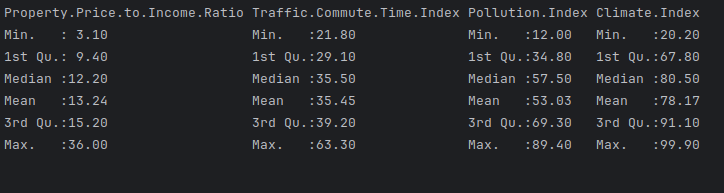 Property.Price.to.Income.Ratio Traffic.Commute.Time.Index Pollution.Index Climate.Index
Min.   : 3.10                  Min.   :21.80              Min.   :12.00   Min.   :20.20
1st Qu.: 9.40                  1st Qu.:29.10              1st Qu.:34.80   1st Qu.:67.80
Median :12.20                  Median :35.50              Median :57.50   Median :80.50
Mean   :13.24                  Mean   :35.45              Mean   :53.03   Mean   :78.17
3rd Qu.:15.20                  3rd Qu.:39.20              3rd Qu.:69.30   3rd Qu.:91.10
Max.   :36.00                  Max.   :63.30              Max.   :89.40   Max.   :99.90